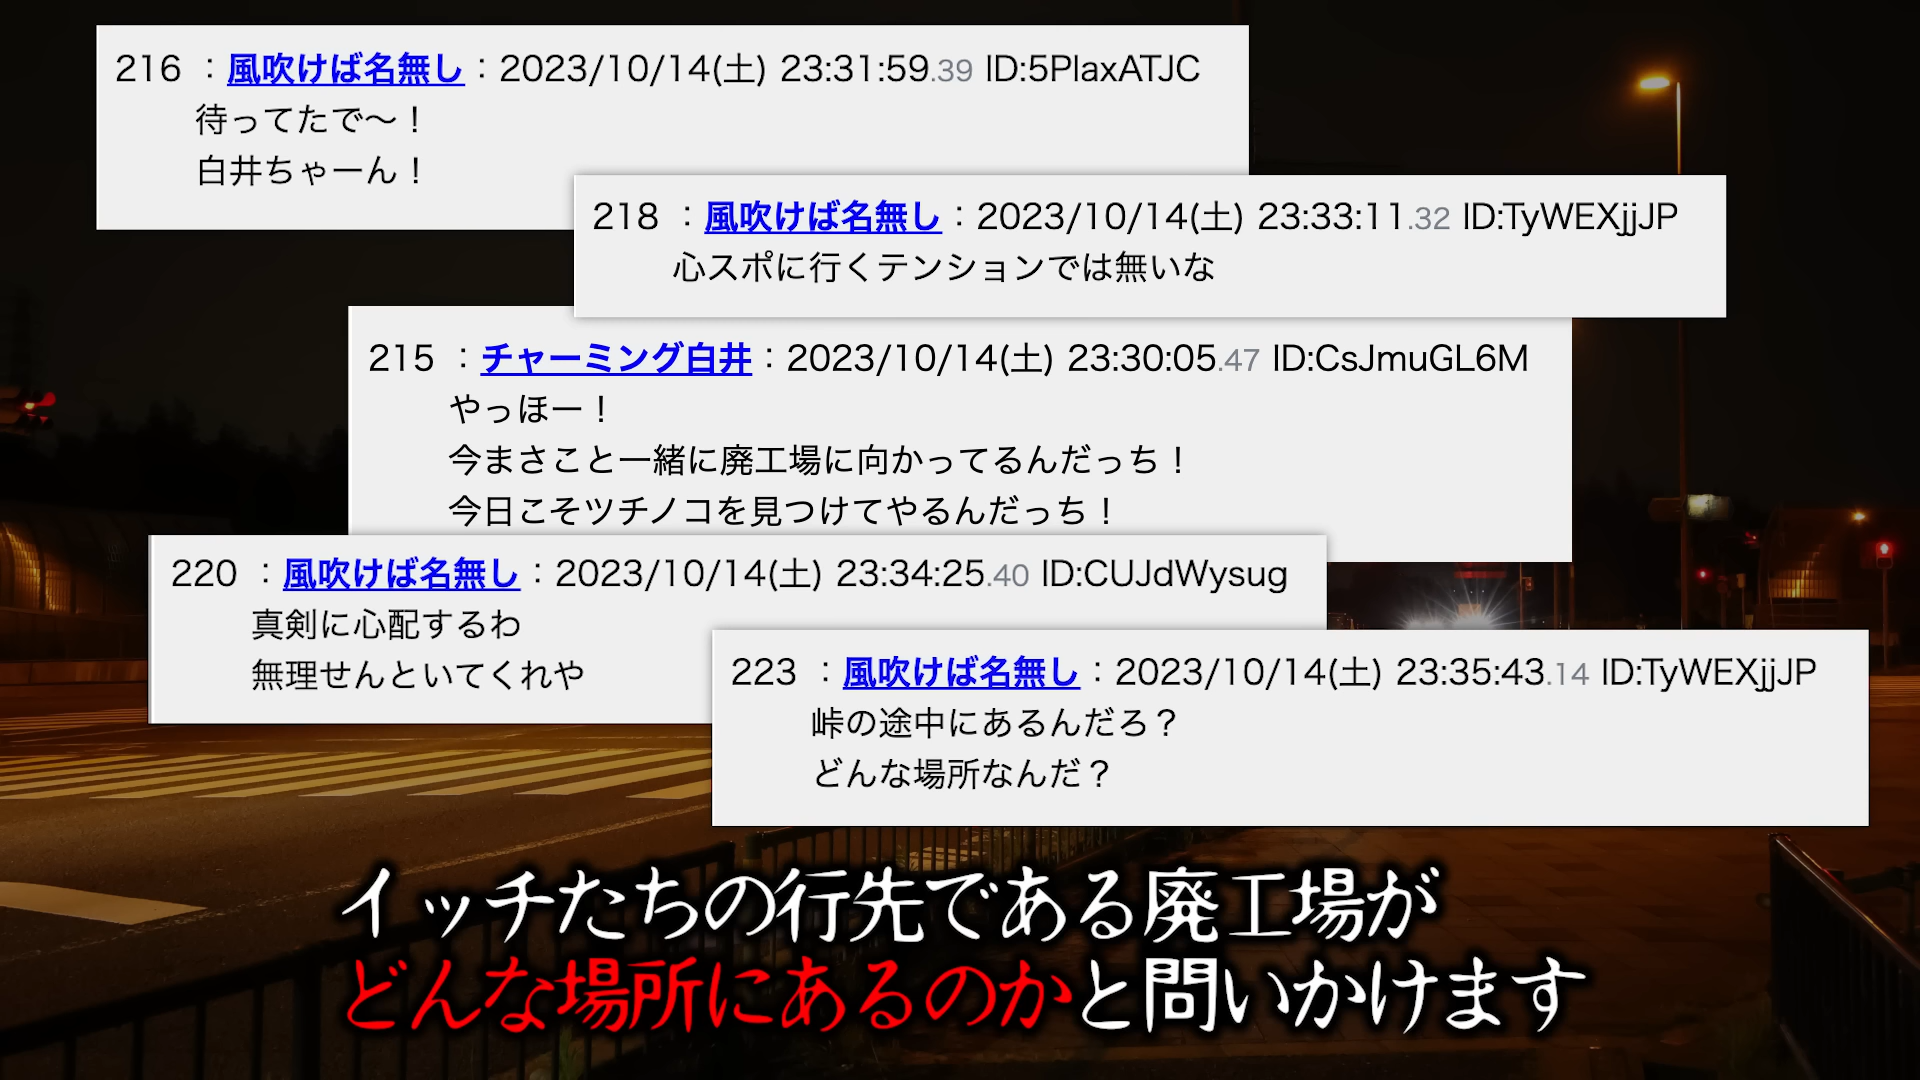 216 ：風吹けば名無し：2023/10/14(土) 23:31:59.39 ID:5PlaxATJC
待ってたで〜！
白井ちゃーん！
218 ：風吹けば名無し：2023/10/14(土) 23:33:11.32 ID:TyWEXjjJP
心スポに行くテンションでは無いな
215 ：チャーミング白井：2023/10/14(土) 23:30:05.47 ID:CsJmuGL6M
やっほー！
今まさこと一緒に廃工場に向かってるんだっち！
今日こそツチノコを見つけてやるんだっち！
220 ：風吹けば名無し：2023/10/14(土) 23:34:25.40 ID:CUJdWysug
真剣に心配するわ
無理せんといてくれや
223 ：風吹けば名無し：2023/10/14(土) 23:35:43.14 ID:TyWEXjjJP
峠の途中にあるんだろ？
どんな場所なんだ？
イッチたちの行先である廃工場が
どんな場所にあるのかと問いかけます